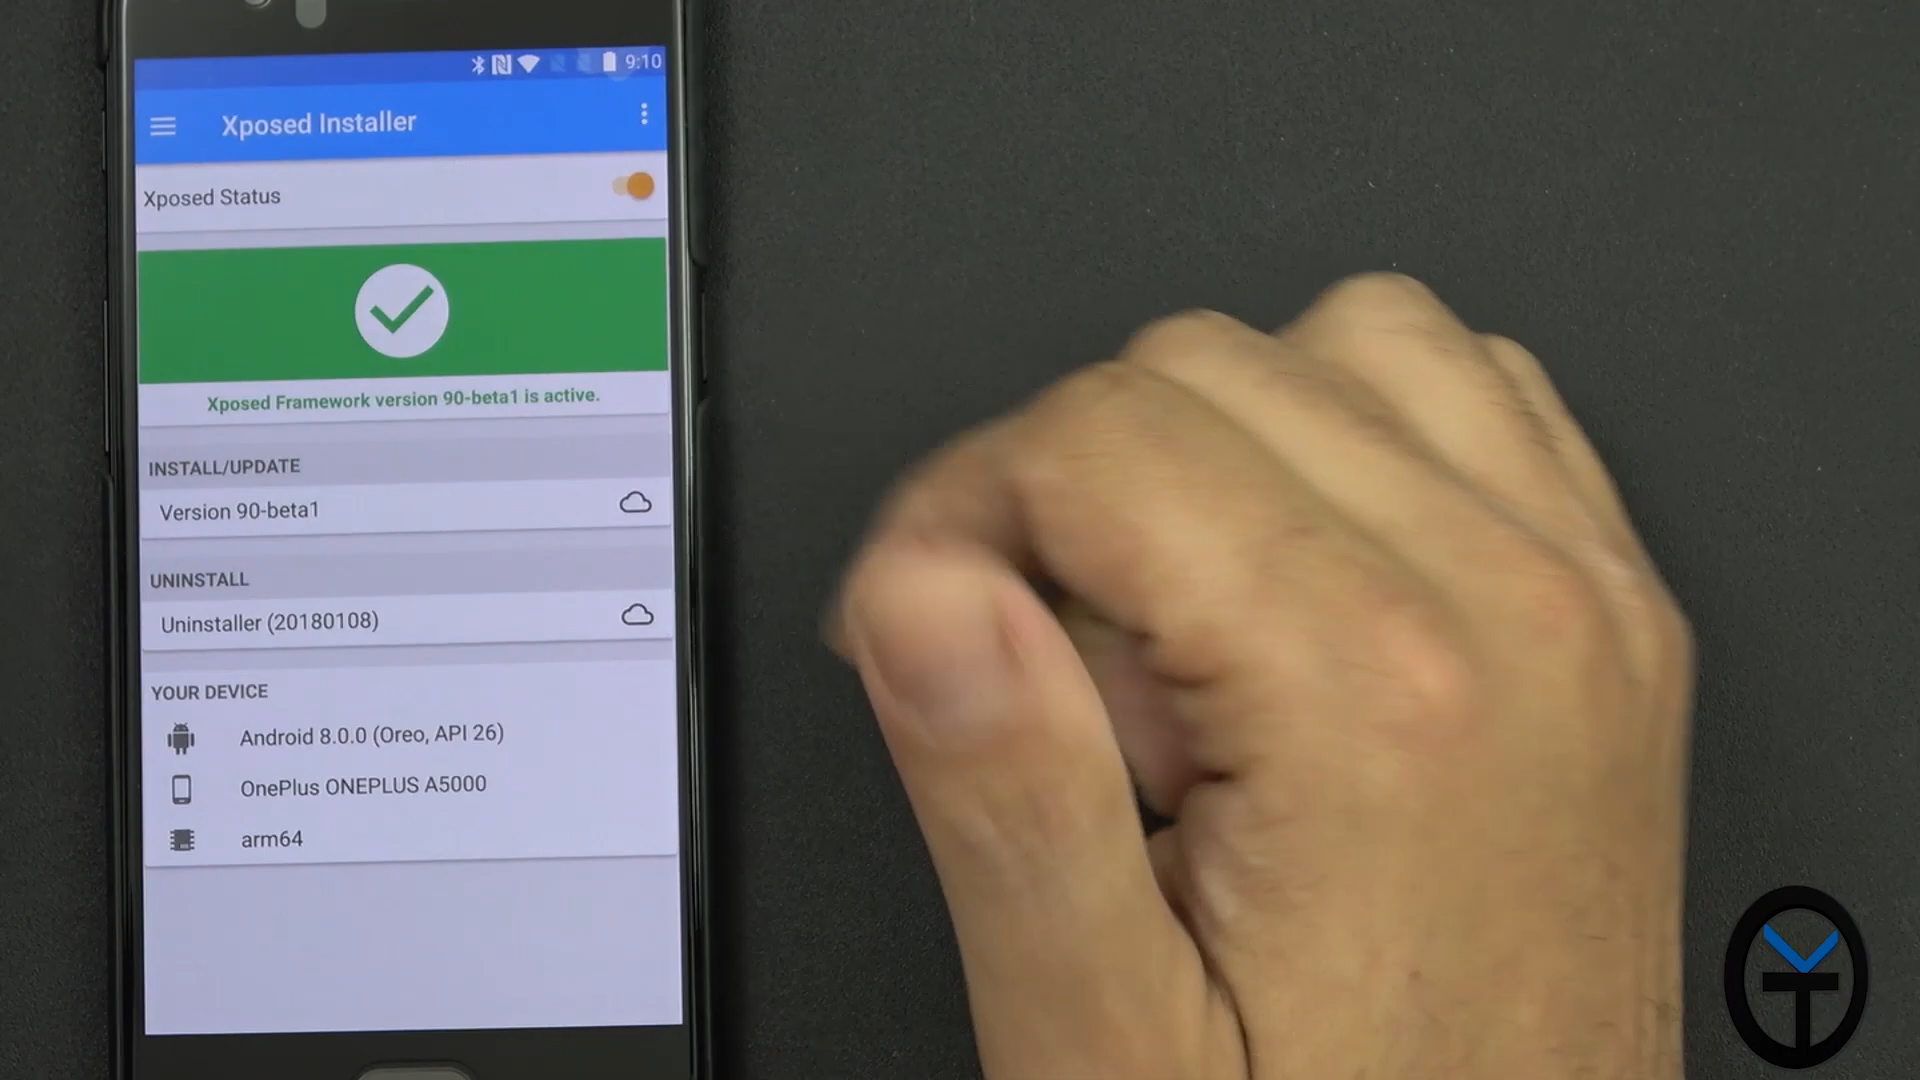 9:10
Xposed Installer
Xposed Status
Xposed Framework version 90-beta1 is active.
INSTALL/UPDATE
Version 90-beta1
UNINSTALL
Uninstaller (20180108)
YOUR DEVICE
Android 8.0.0 (Oreo, API 26)
OnePlus ONEPLUS A5000
arm64